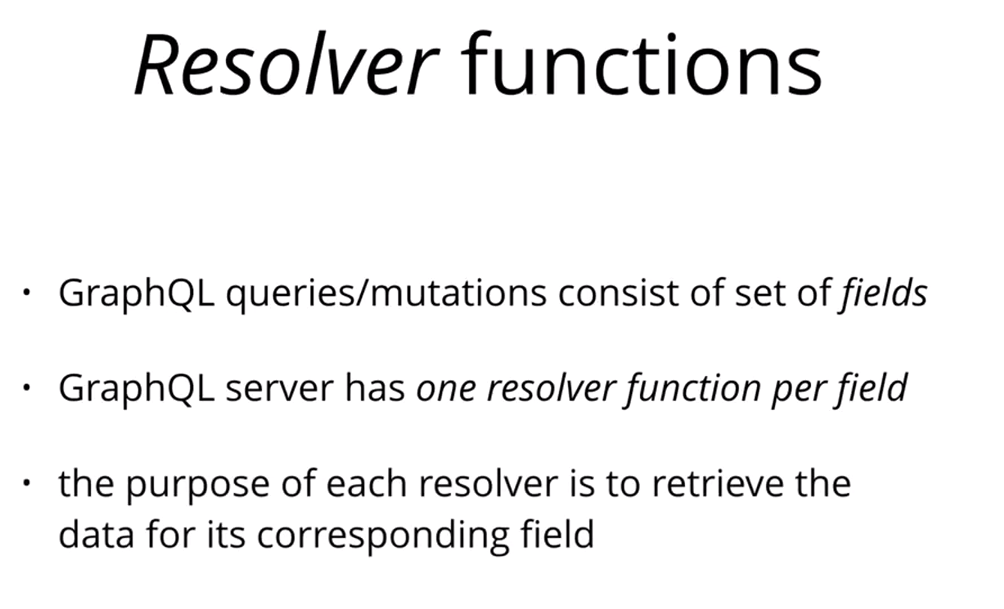 Resolver functions
• GraphQL queries/mutations consist of set of fields
• GraphQL server has one resolver function per field
• the purpose of each resolver is to retrieve the
data for its corresponding field